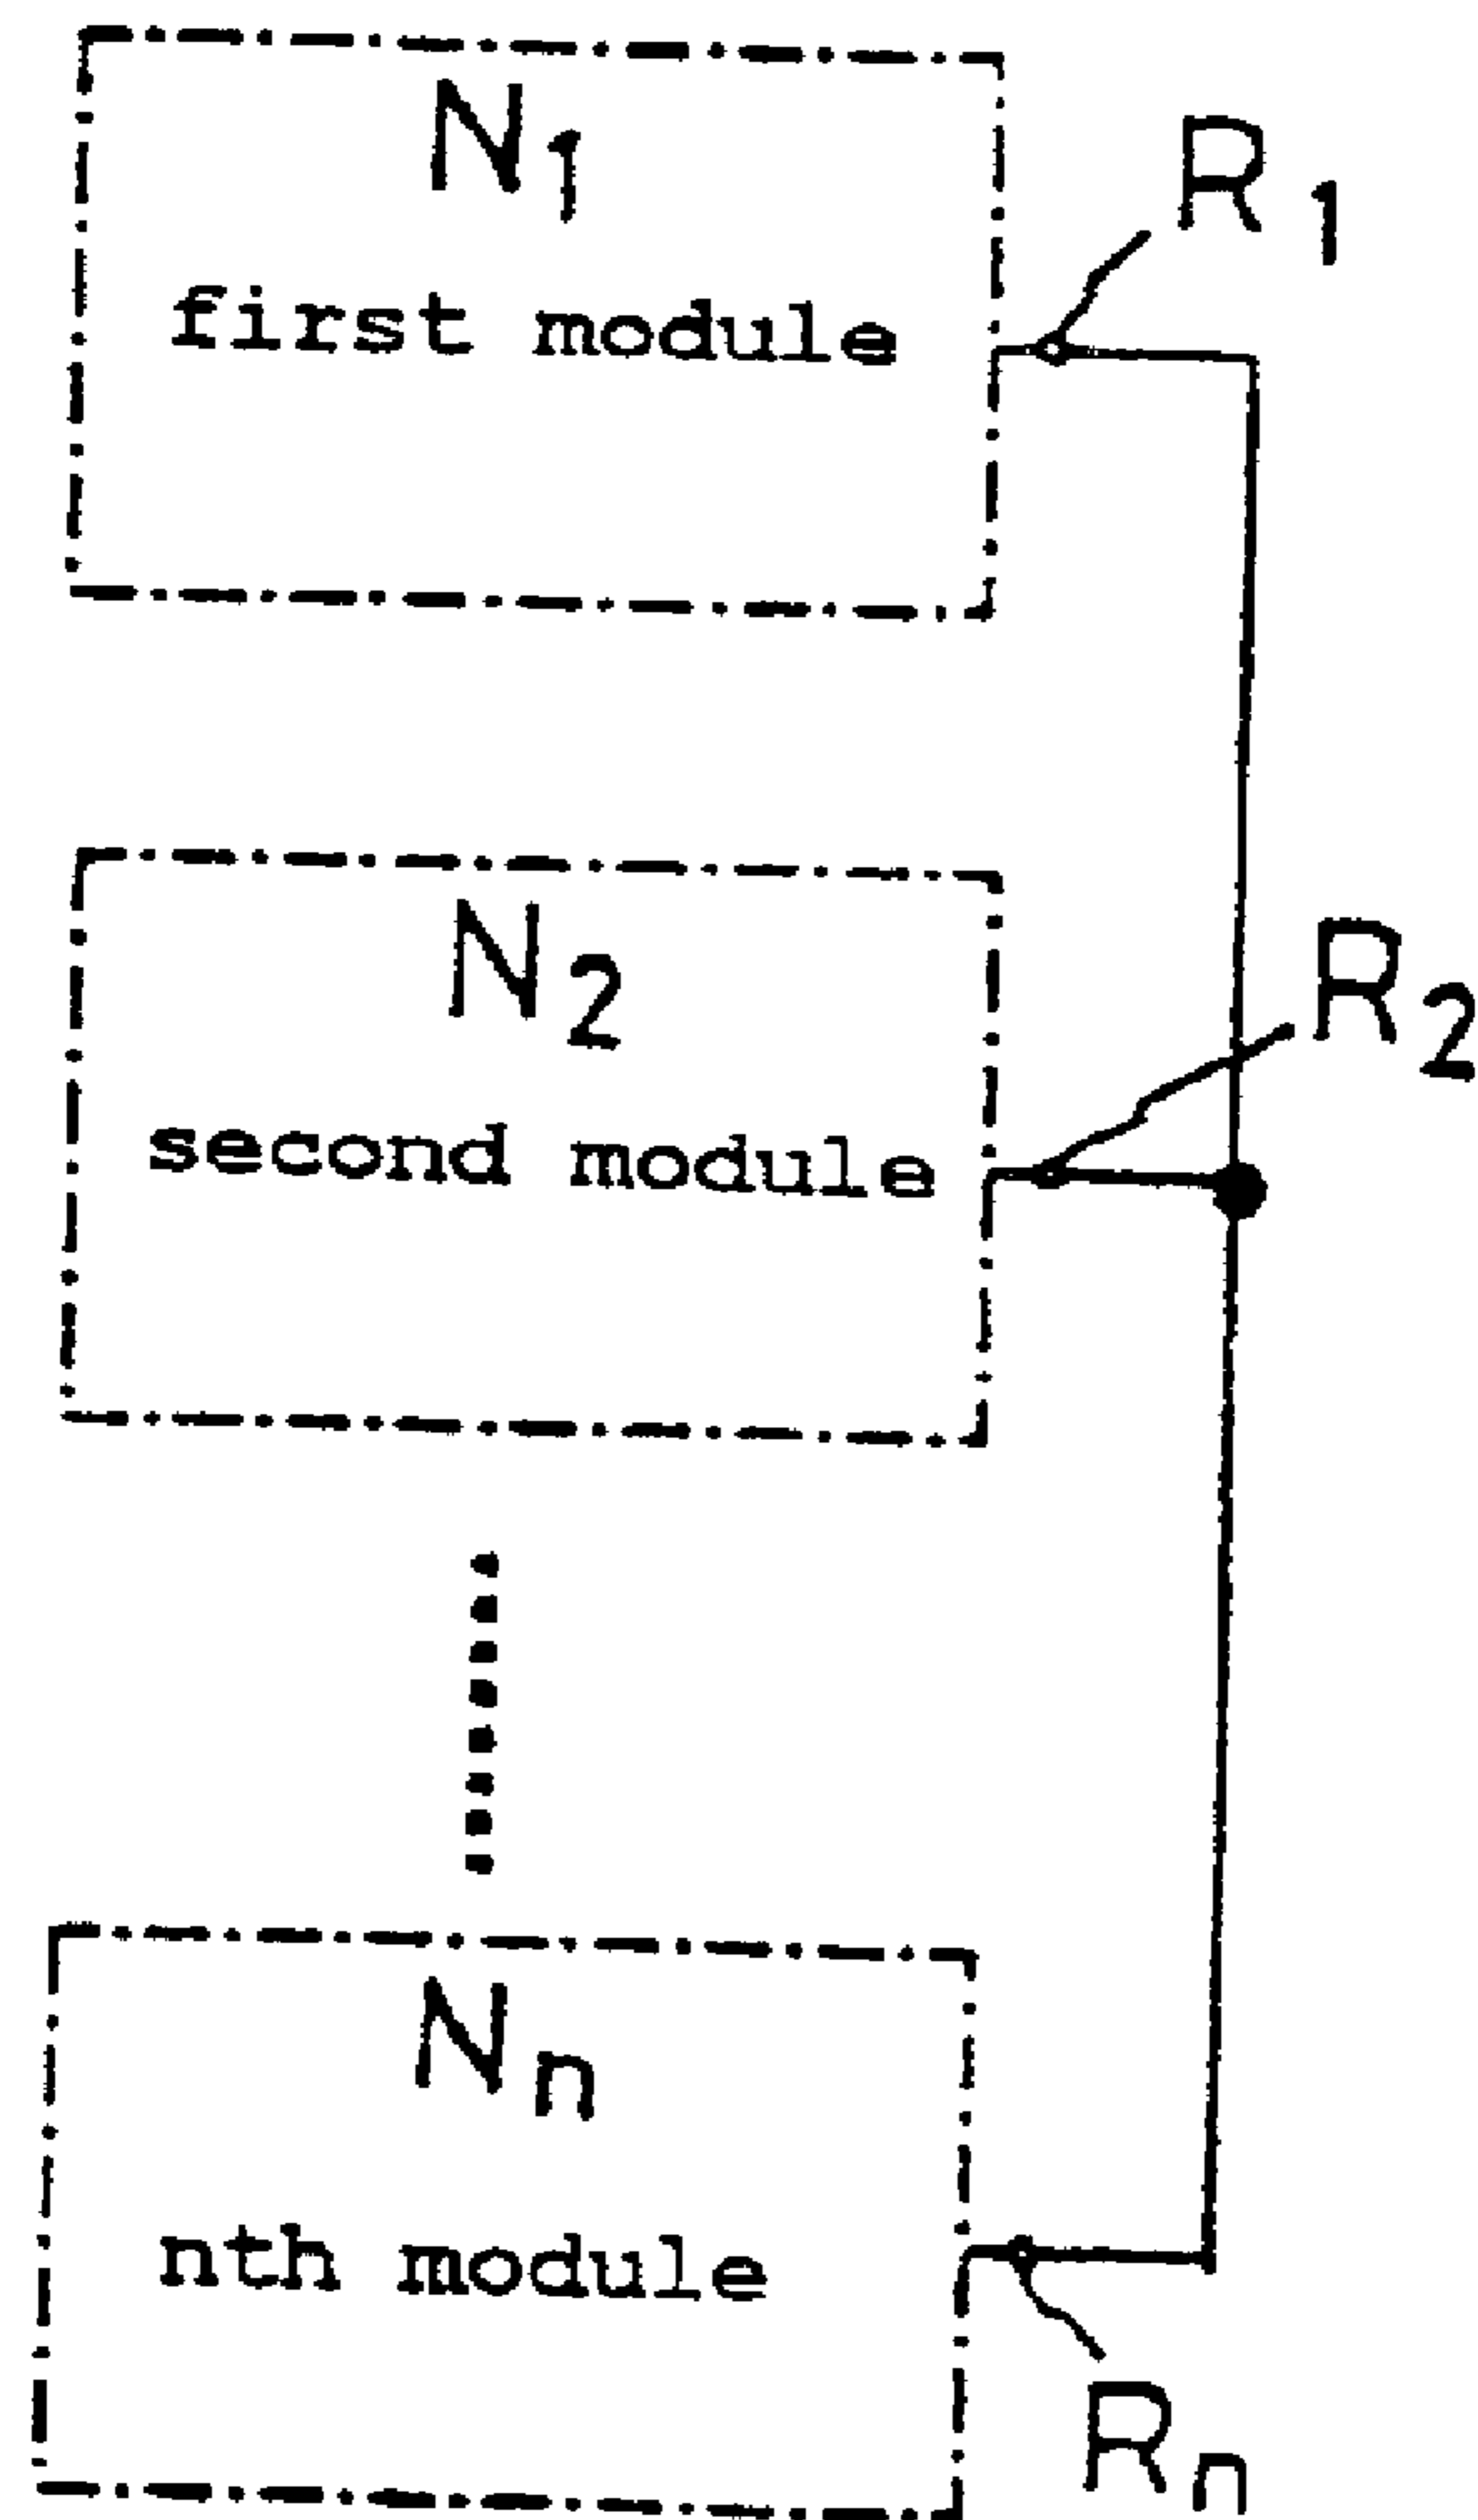 N1
R1
first module
N2
R2
second module
Nn
nth module
Rn